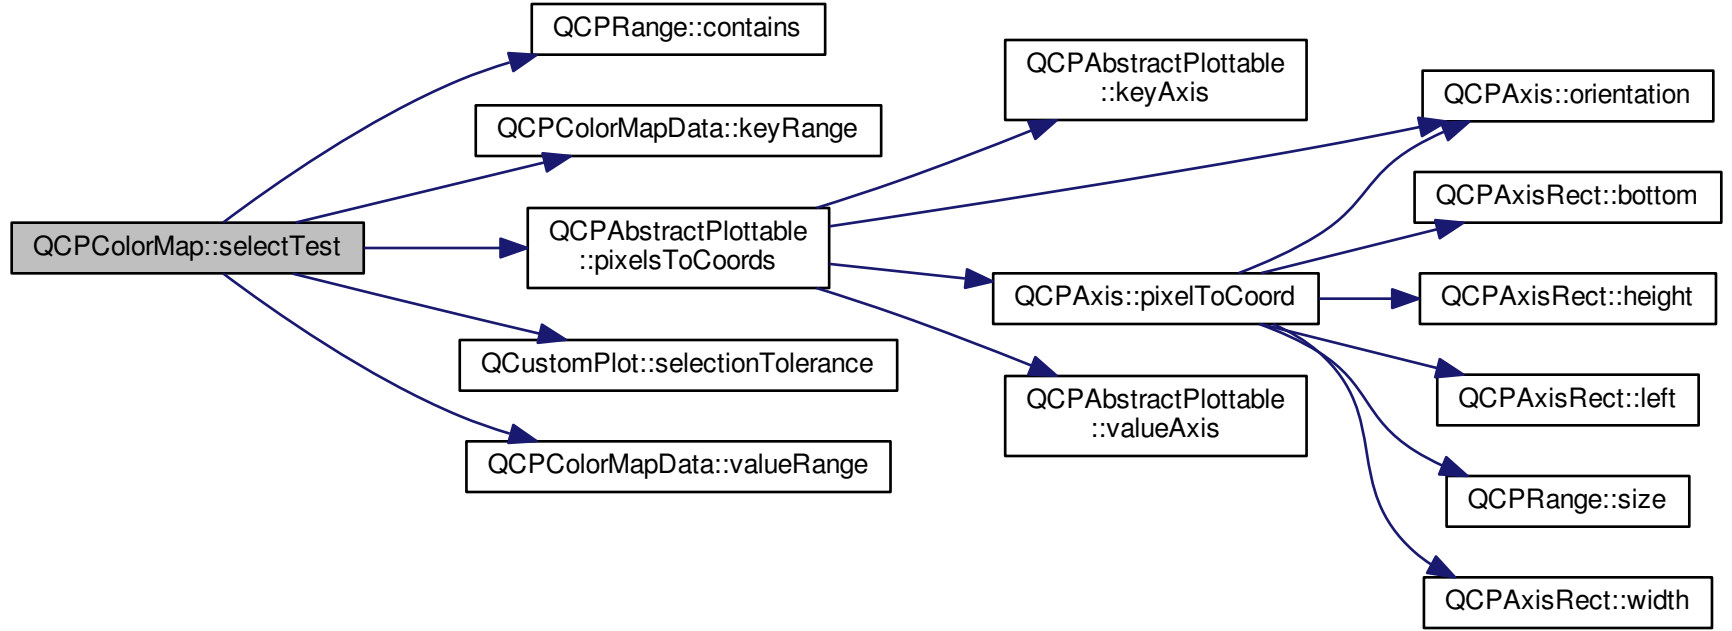 QCPColorMap::selectTest
QCPRange::contains
QCPColorMapData::keyRange
QCPAbstractPlottable
::pixelsToCoords
QCustomPlot::selectionTolerance
QCPColorMapData::valueRange
QCPAbstractPlottable
::keyAxis
QCPAxis::pixelToCoord
QCPAbstractPlottable
::valueAxis
QCPAxis::orientation
QCPAxisRect::bottom
QCPAxisRect::height
QCPAxisRect::left
QCPRange::size
QCPAxisRect::width